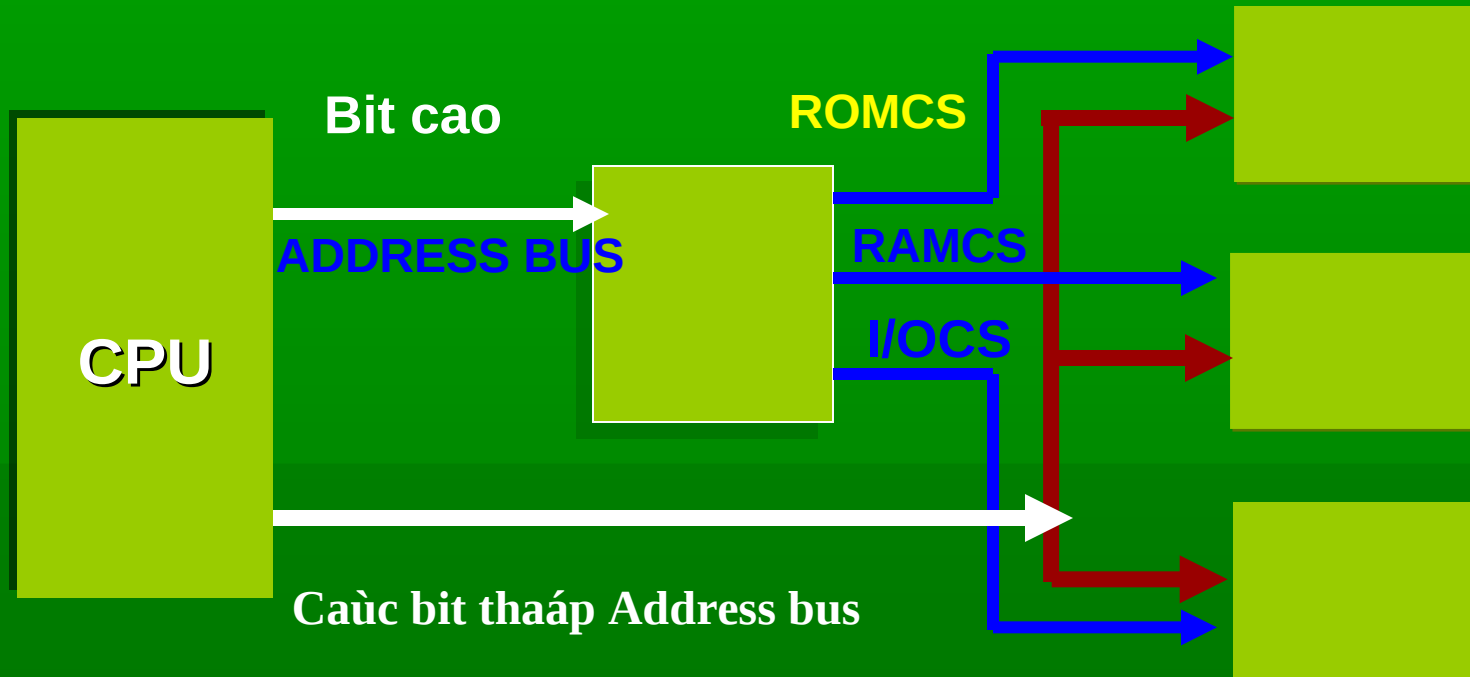 Bit cao
ROMCS
ADDRESS BUS
RAMCS
I/OCS
CPU
Caùc bit thaáp Address bus